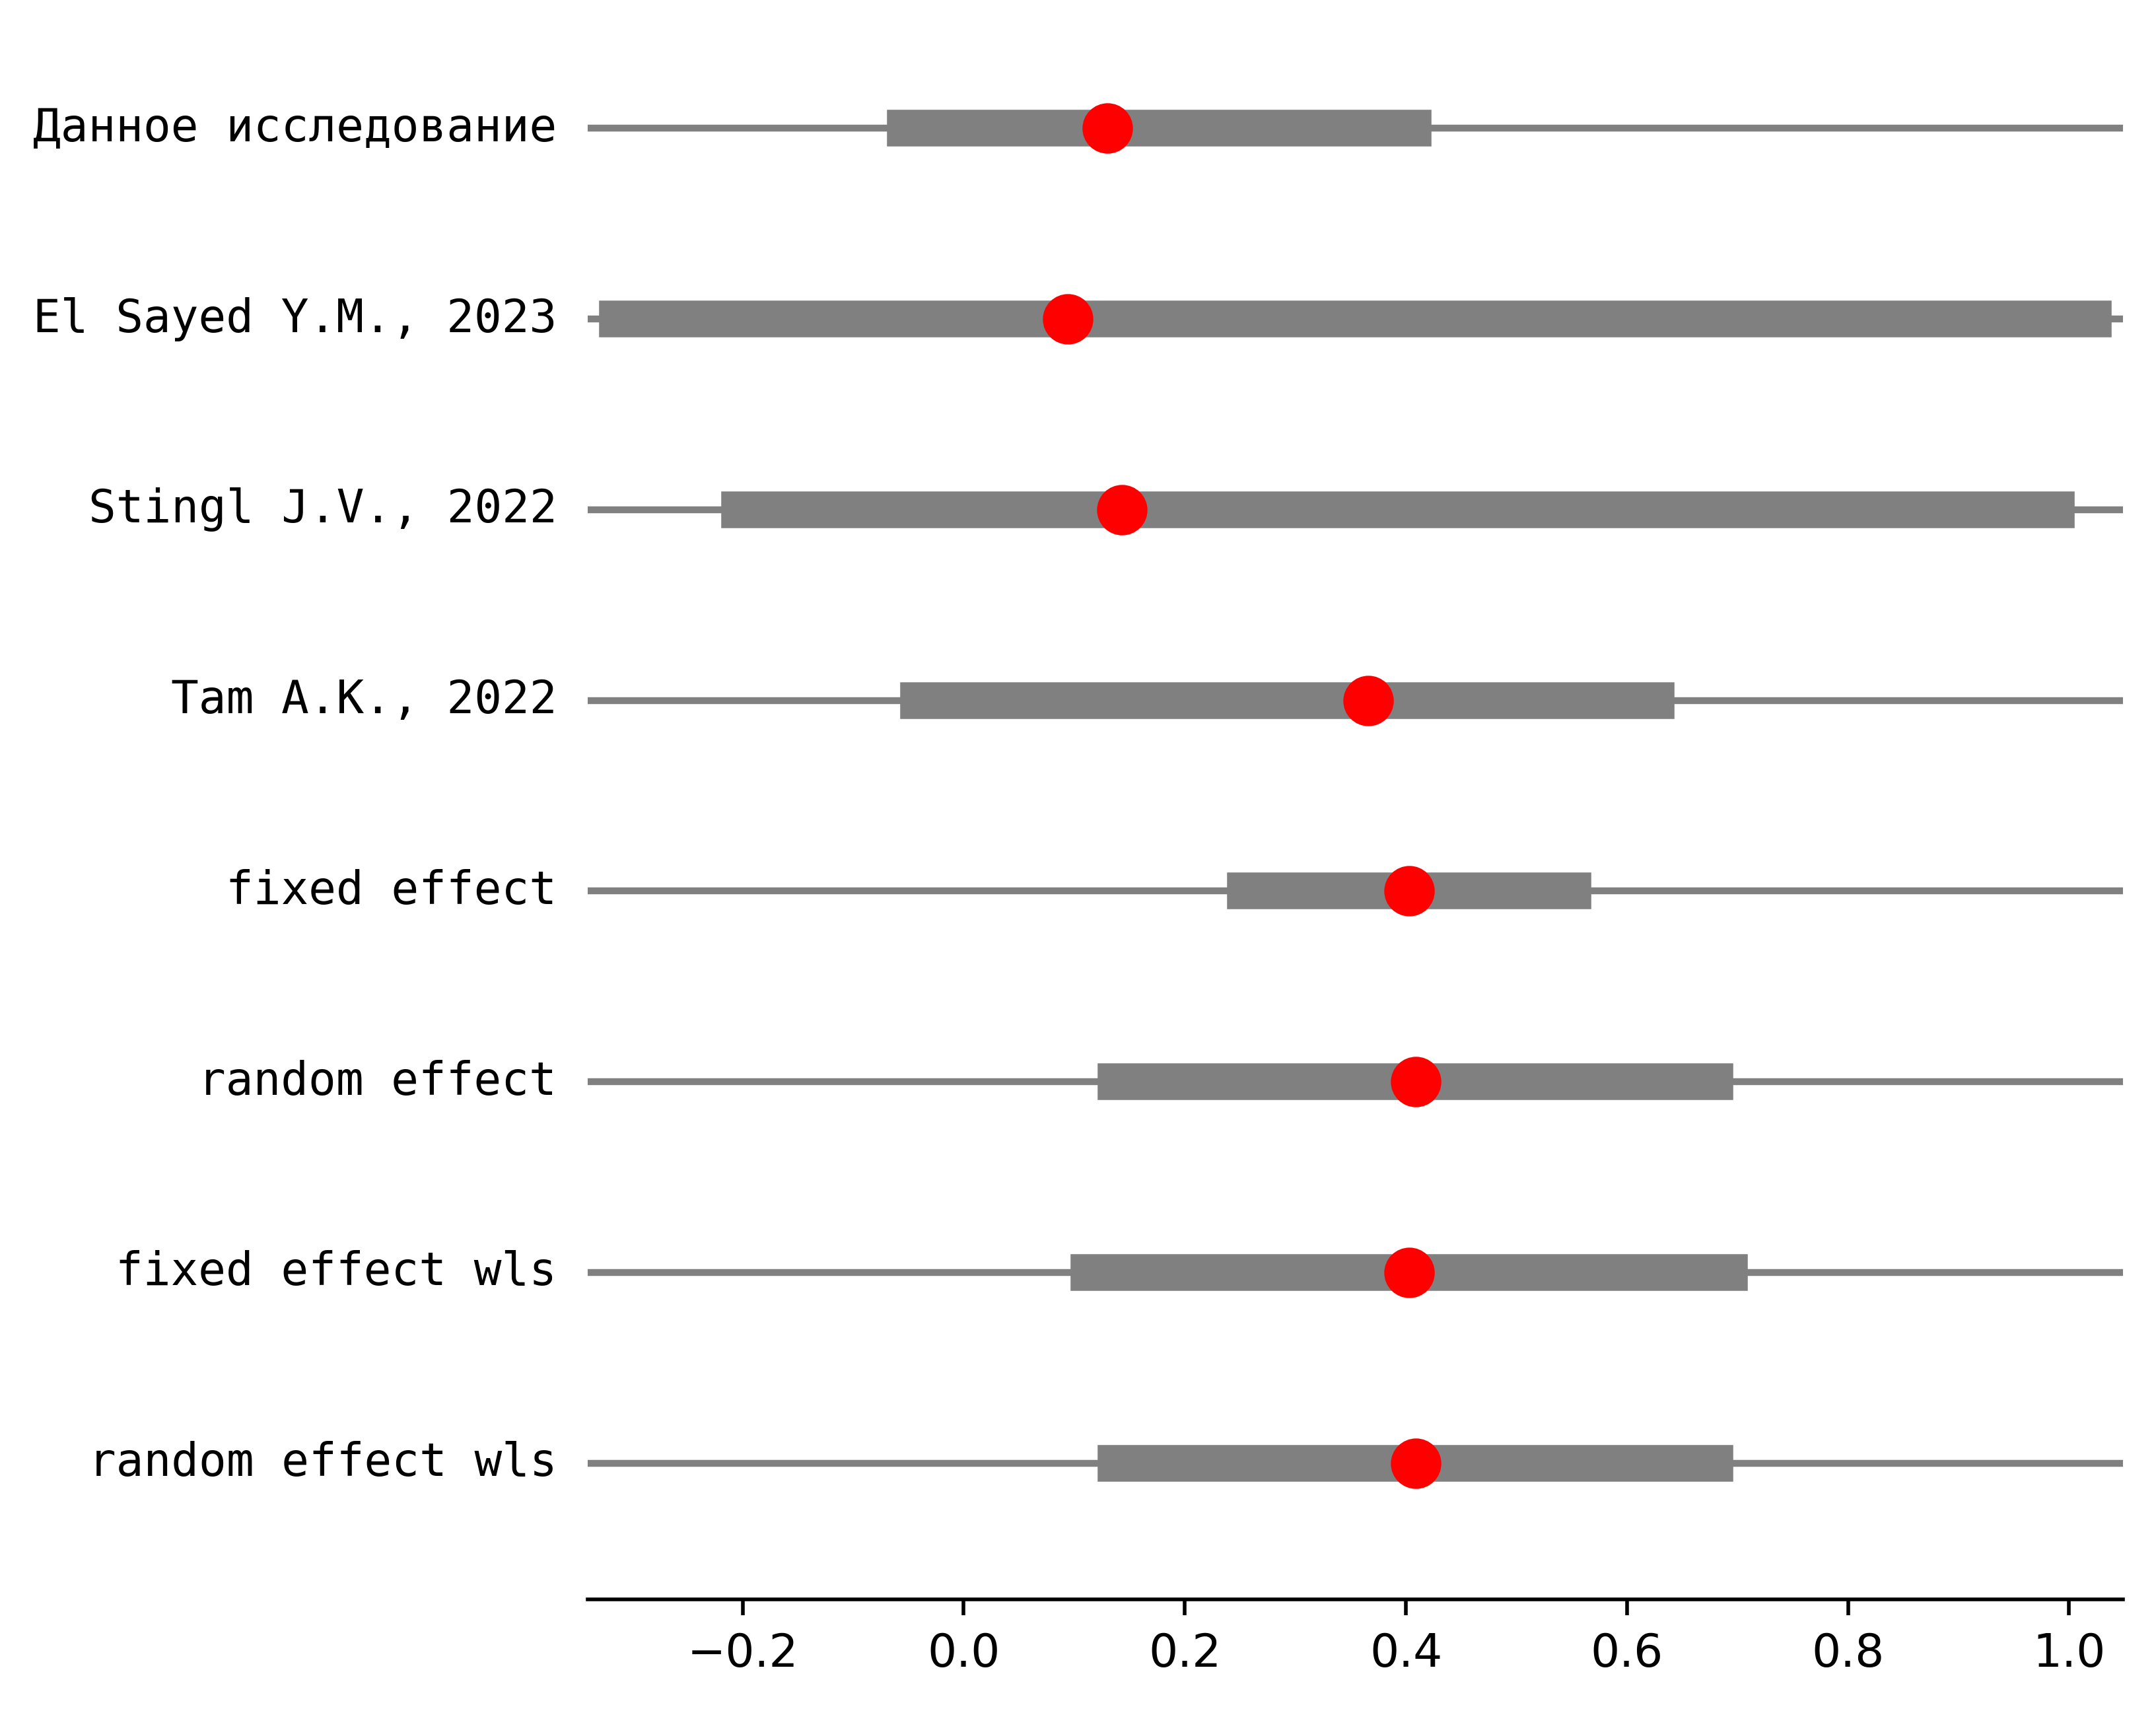 Данное исследование
El Sayed Y.M., 2023
Stingl J.V., 2022
Tam A.K., 2022
fixed effect
random effect
fixed effect wls
random effect wls
−0.2 0.0 0.2 0.4 0.6 0.8 1.0